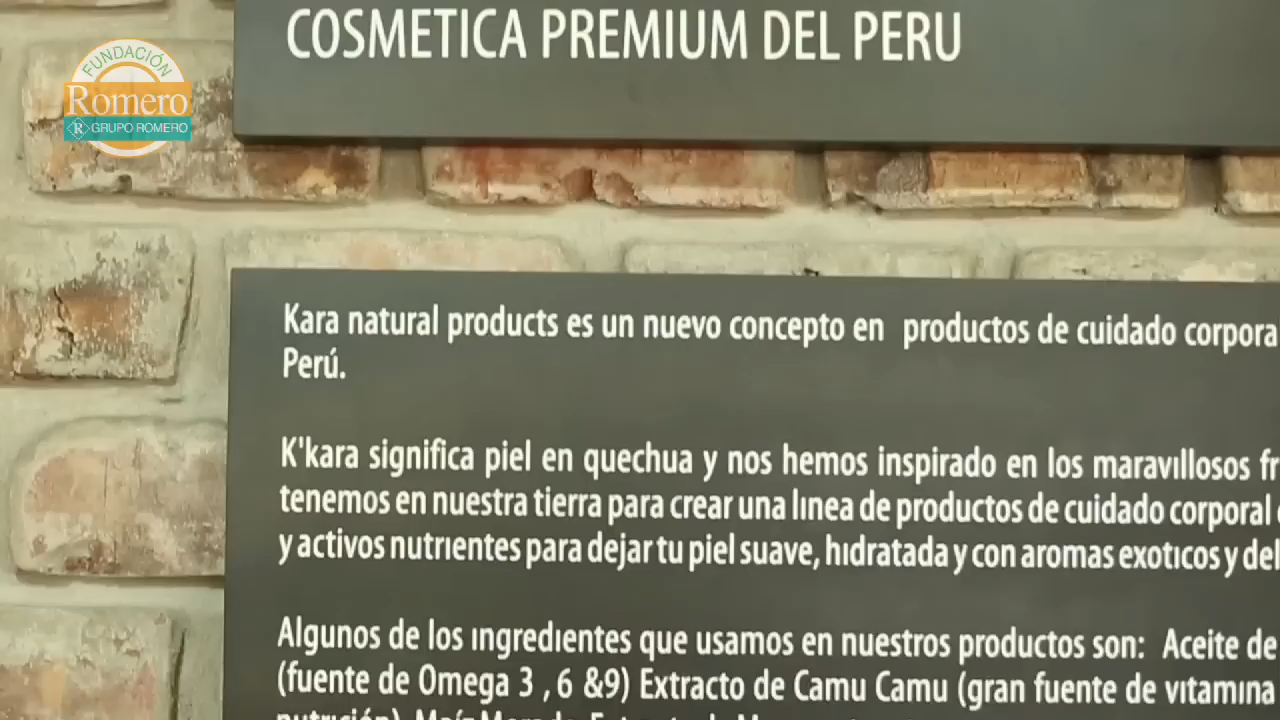 COSMETICA PREMIUM DEL PERU
FUNDACIÓN
Romero
R GRUPO ROMERO
Kara natural products es un nuevo concepto en productos de cuidado corpora
Perú.
K'kara significa piel en quechua y nos hemos inspirado en los maravillosos fr
tenemos en nuestra tierra para crear una linea de productos de cuidado corporal
y activos nutrientes para dejar tu piel suave, hidratada y con aromas exoticos y del
Algunos de los ingredientes que usamos en nuestros productos son: Aceite de
(fuente de Omega 3 , 6 &9) Extracto de Camu Camu (gran fuente de vitamina